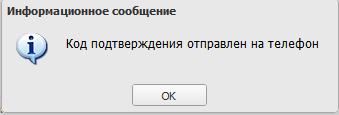 Информационное сообщение
Код подтверждения отправлен на телефон
OK